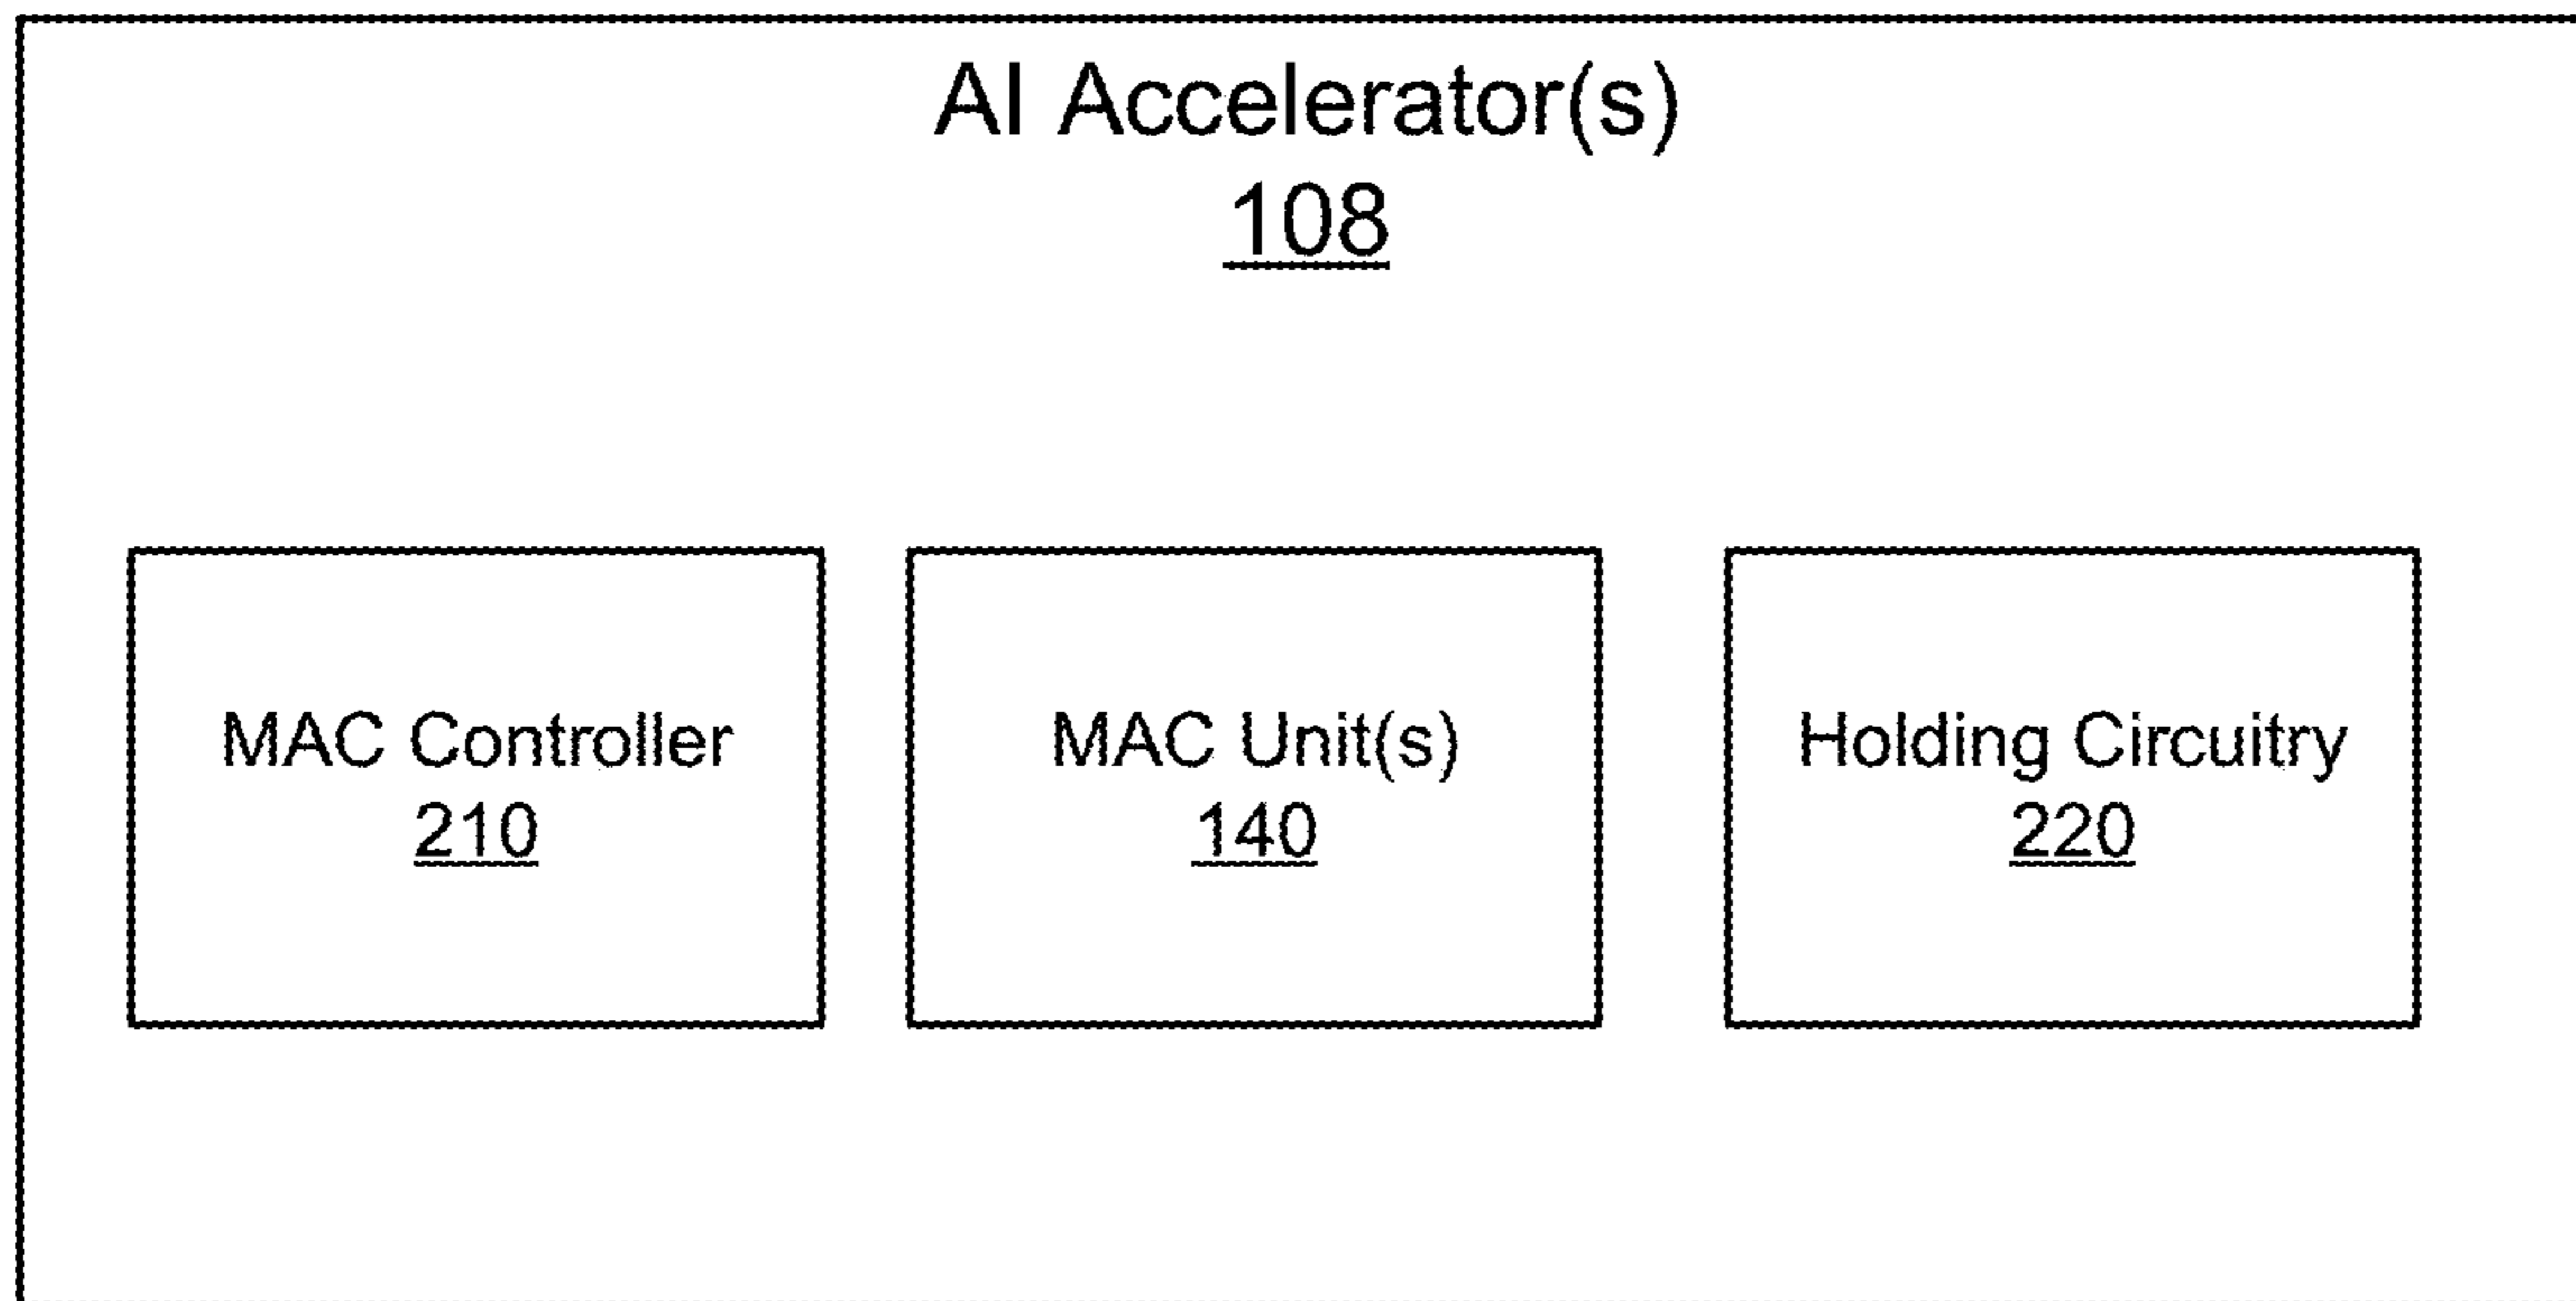 AI Accelerator(s)
108
MAC Controller
210
MAC Unit(s)
140
Holding Circuitry
220